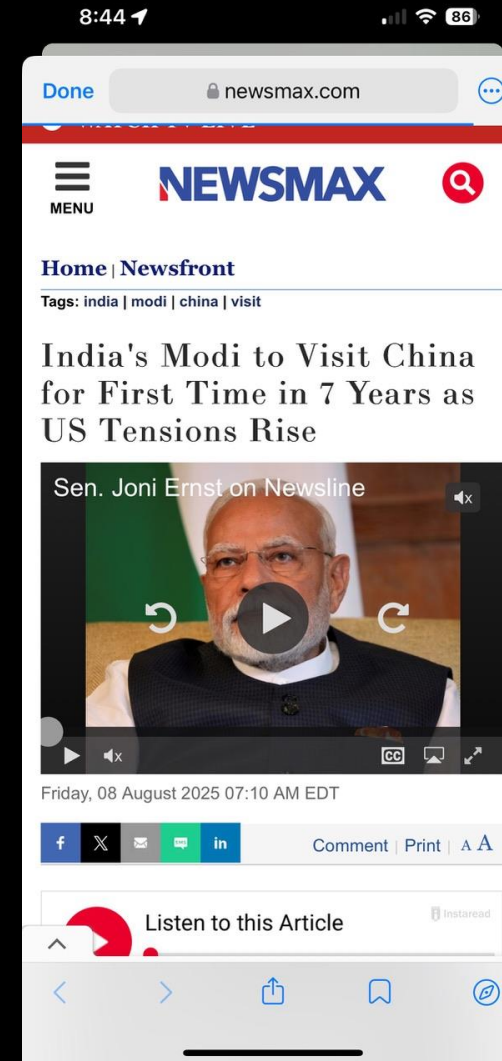 8:44
86
Done
newsmax.com
MENU
NEWSMAX
Home | Newsfront
Tags: india | modi | china | visit
India's Modi to Visit China
for First Time in 7 Years as
US Tensions Rise
Sen. Joni Ernst on Newsline
CC
Friday, 08 August 2025 07:10 AM EDT
f X in
Comment | Print | A A
Instaread
Listen to this Article